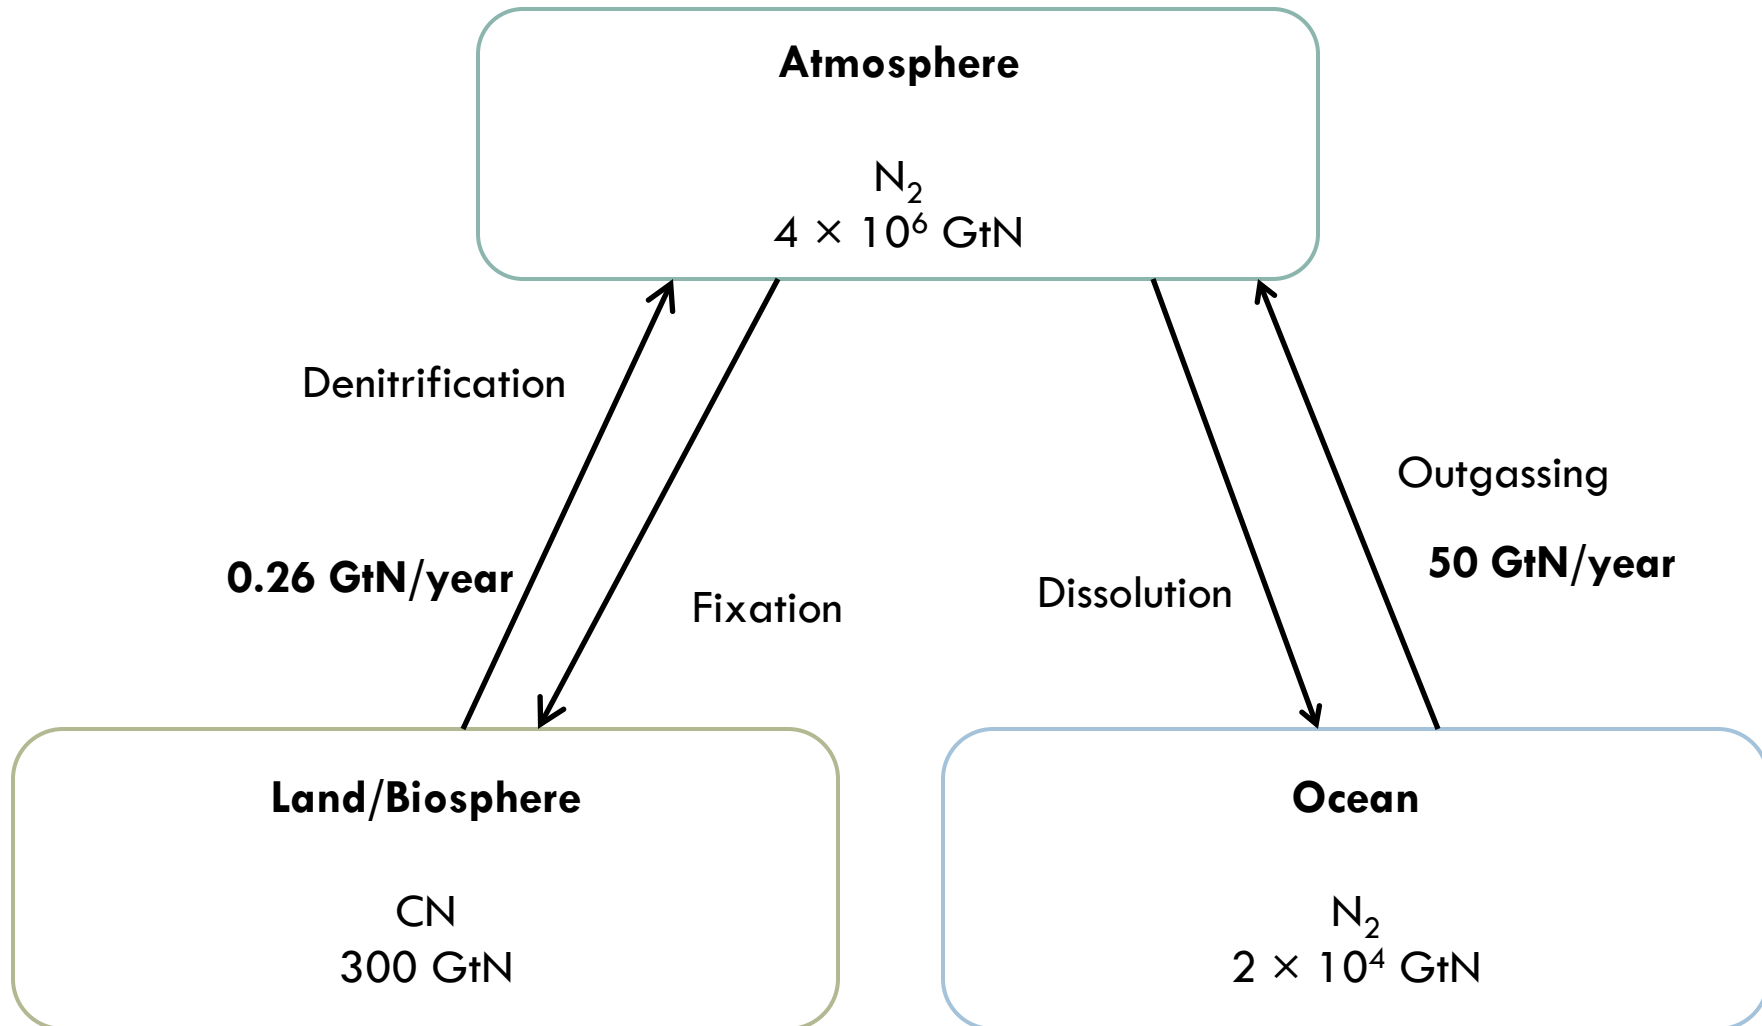 Atmosphere
N₂
4 × 10⁶ GtN
Denitrification
Outgassing
50 GtN/year
0.26 GtN/year
Fixation
Dissolution
Land/Biosphere
CN
300 GtN
Ocean
N₂
2 × 10⁴ GtN